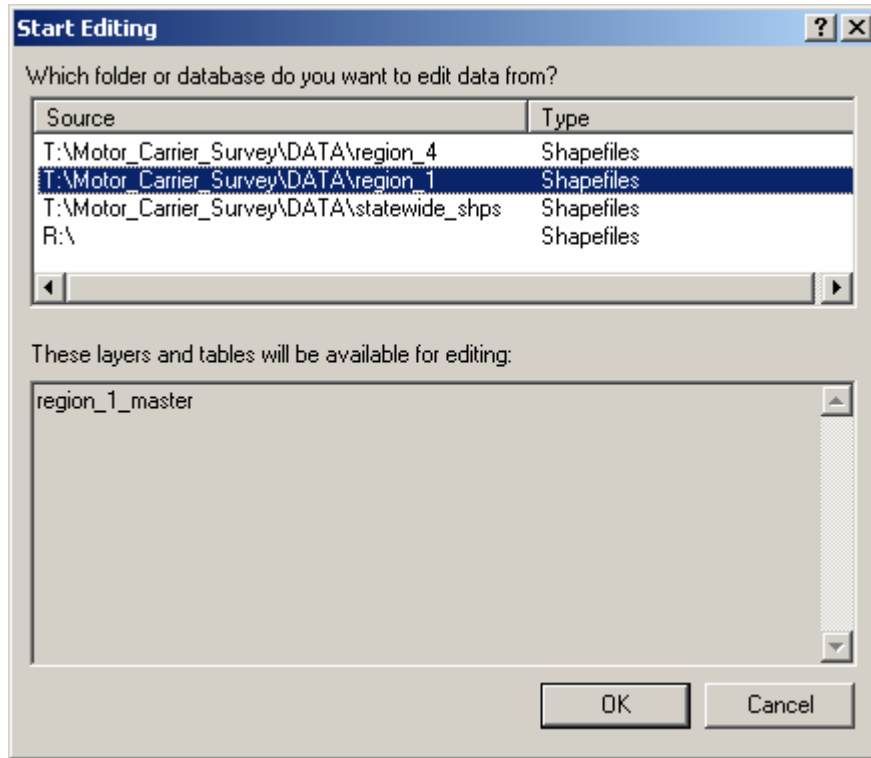 Start Editing
Which folder or database do you want to edit data from?
Source Type
T:\Motor_Carrier_Survey\DATA\region_4 Shapefiles
T:\Motor_Carrier_Survey\DATA\region_1 Shapefiles
T:\Motor_Carrier_Survey\DATA\statewide_shps Shapefiles
R:\ Shapefiles
These layers and tables will be available for editing:
region_1_master
OK Cancel